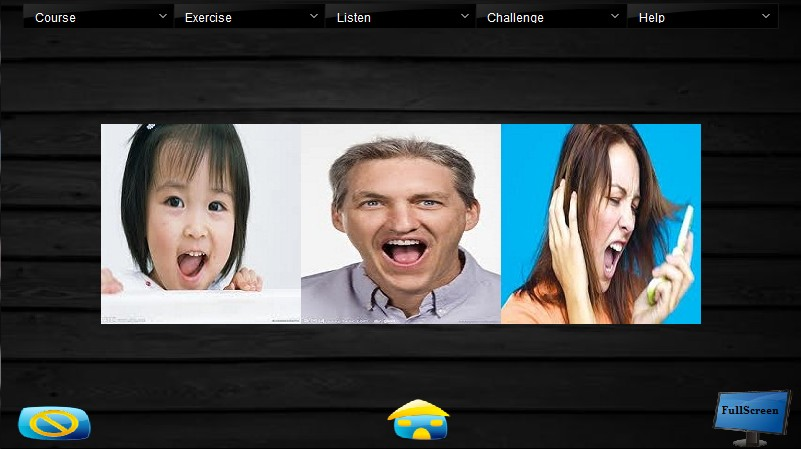 Course
Exercise
Listen
Challenge
Help
FullScreen